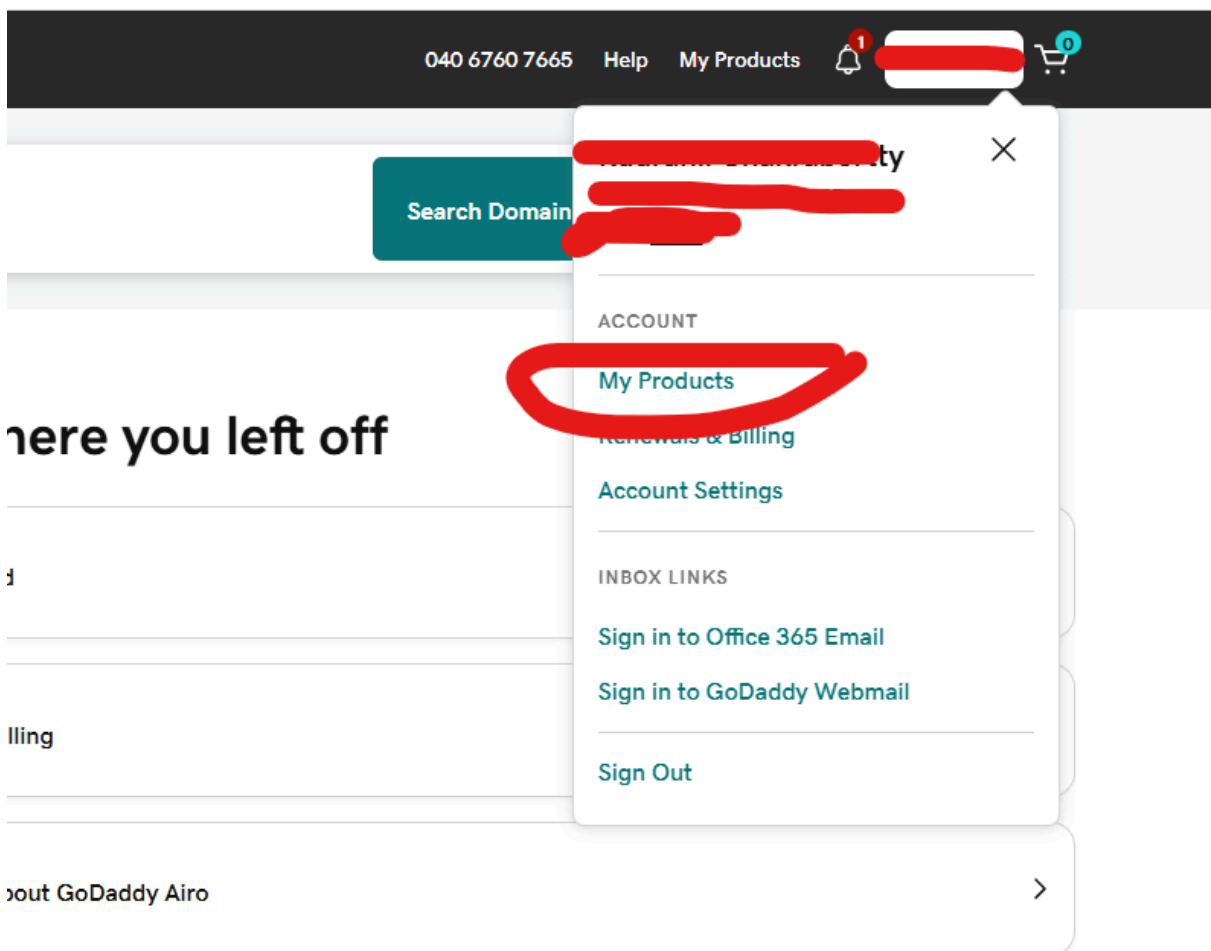 040 6760 7665 Help My Products 1 0
Search Domain
ACCOUNT
My Products
Renewals & Billing
Account Settings
here you left off
INBOX LINKS
Sign in to Office 365 Email
Sign in to GoDaddy Webmail
lling
Sign Out
bout GoDaddy Airo